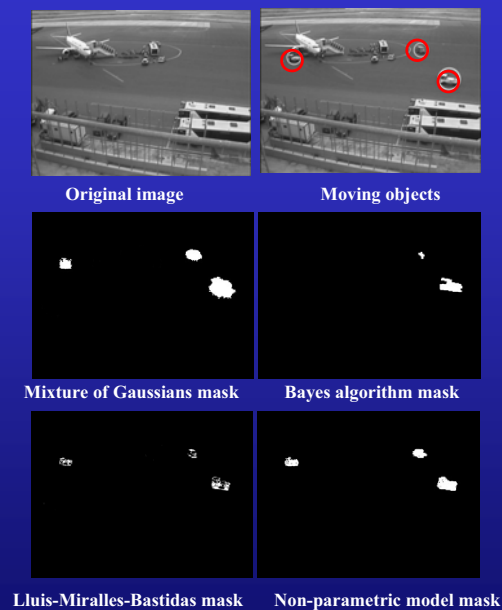 Original image
Moving objects
Mixture of Gaussians mask
Bayes algorithm mask
Lluis-Miralles-Bastidas mask
Non-parametric model mask